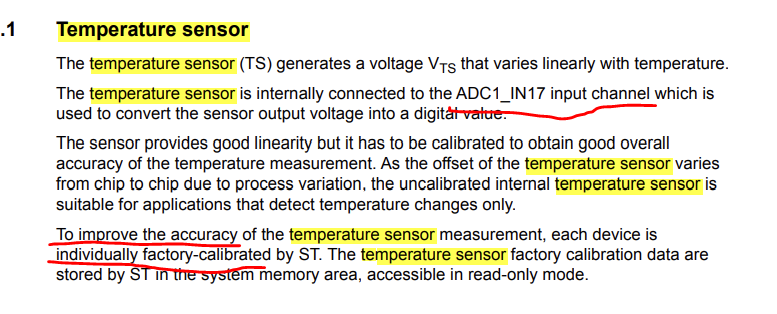 .1 Temperature sensor
The temperature sensor (TS) generates a voltage VTS that varies linearly with temperature.
The temperature sensor is internally connected to the ADC1_IN17 input channel which is
used to convert the sensor output voltage into a digital value.
The sensor provides good linearity but it has to be calibrated to obtain good overall
accuracy of the temperature measurement. As the offset of the temperature sensor varies
from chip to chip due to process variation, the uncalibrated internal temperature sensor is
suitable for applications that detect temperature changes only.
To improve the accuracy of the temperature sensor measurement, each device is
individually factory-calibrated by ST. The temperature sensor factory calibration data are
stored by ST in the system memory area, accessible in read-only mode.